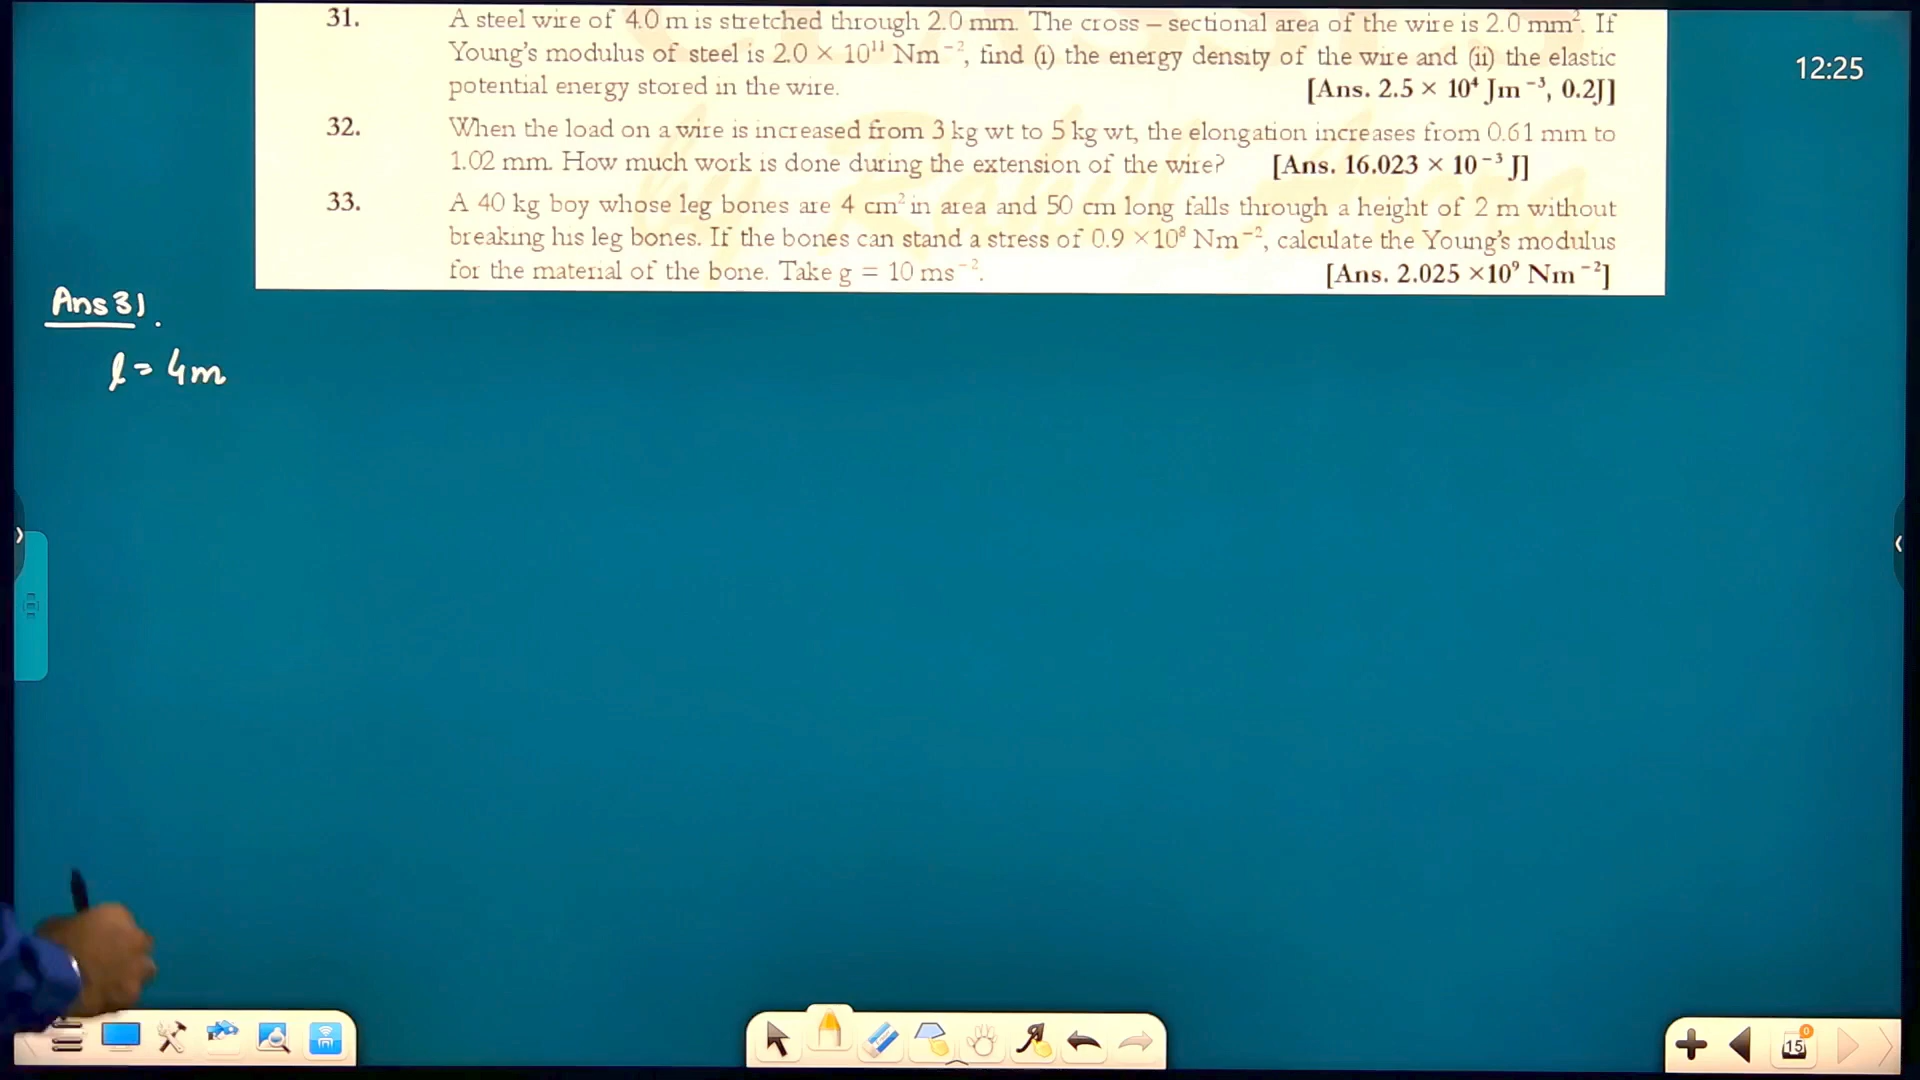 31. A steel wire of 4.0 m is stretched through 2.0 mm. The cross – sectional area of the wire is 2.0 mm². If
Young's modulus of steel is 2.0 × 10¹¹ Nm⁻², find (i) the energy density of the wire and (ii) the elastic
potential energy stored in the wire. [Ans. 2.5 × 10⁴ Jm⁻³, 0.2J]
32. When the load on a wire is increased from 3 kg wt to 5 kg wt, the elongation increases from 0.61 mm to
1.02 mm. How much work is done during the extension of the wire? [Ans. 16.023 × 10⁻³ J]
33. A 40 kg boy whose leg bones are 4 cm² in area and 50 cm long falls through a height of 2 m without
breaking his leg bones. If the bones can stand a stress of 0.9 ×10⁸ Nm⁻², calculate the Young's modulus
for the material of the bone. Take g = 10 ms⁻². [Ans. 2.025 ×10⁹ Nm⁻²]
12:25
Ans 31.
l = 4m
15
0